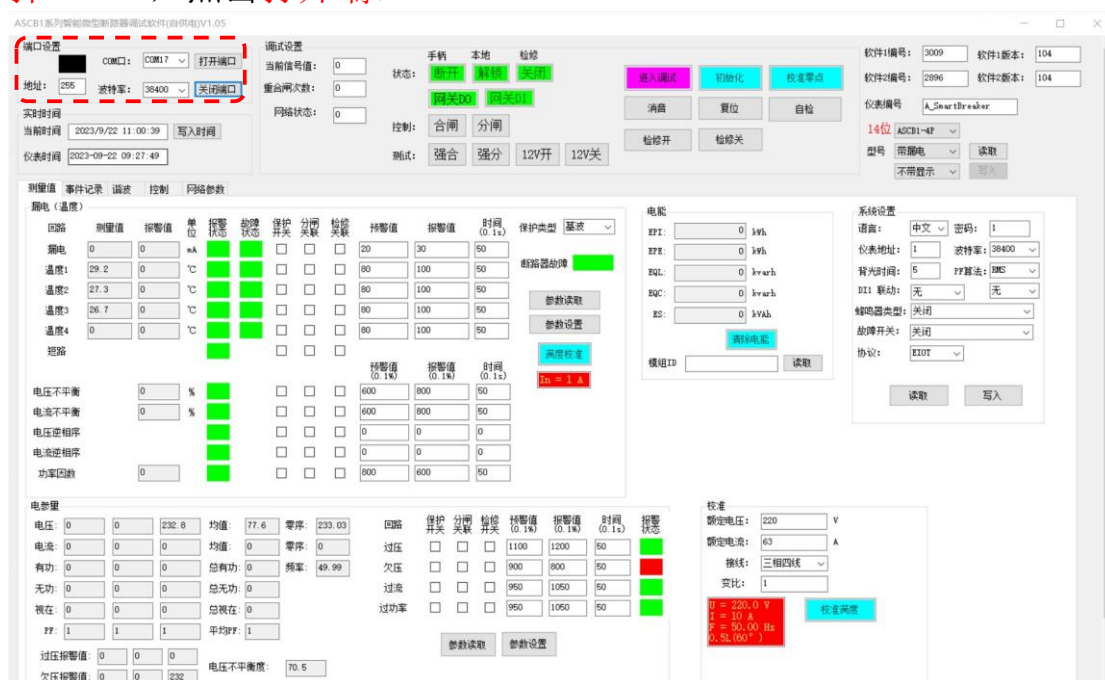 ASCB1系列智能微型断路器调试软件(自供电)V1.05
端口设置
COM口: COM17 打开端口
地址: 255 波特率: 38400 关闭端口
实时时间
当前时间 2023/9/22 11:00:39 写入时间
仪表时间 2023-09-22 09:27:49
调试设置
当前信号值: 0
重合闸次数: 0
网络状态: 0
手柄 本地 检修
状态: 断开 解锁 关闭
网关DO 网关DI
控制: 合闸 分闸
测试: 强合 强分 12V开 12V关
进入调试 初始化 校准零点
消音 复位 自检
检修开 检修关
软件1编号: 3009 软件1版本: 104
软件2编号: 2896 软件2版本: 104
仪表编号 A_SmartBreaker
14位 ASCB1-4P
型号 带漏电 读取
不带显示 写入
测量值 事件记录 谐波 控制 网络参数
漏电(温度)
回路 测量值 报警值 单位 报警状态 故障状态 保护开关 分闸关联 检修关联 预警值 报警值 时间(0.1s) 保护类型 基波
漏电 0 0 mA 20 30 50
温度1 29.2 0 ℃ 80 100 50 断路器故障
温度2 27.3 0 ℃ 80 100 50
温度3 26.7 0 ℃ 80 100 50
温度4 0 0 ℃ 80 100 50
短路
参数读取
参数设置
两度校准
In = 1 A
预警值(0.1%) 报警值(0.1%) 时间(0.1s)
电压不平衡 0 % 600 800 50
电流不平衡 0 % 600 800 50
电压逆相序 0 0 0
电流逆相序 0 0 0
功率因数 0 800 600 50
电能
EPI: 0 kWh
EPE: 0 kWh
EQL: 0 kvarh
EQC: 0 kvarh
ES: 0 kVAh
清除电能
模组ID 读取
系统设置
语言: 中文 密码: 1
仪表地址: 1 波特率: 38400
背光时间: 5 PF算法: RMS
DI1 联动: 无 无
蜂鸣器类型: 关闭
故障开关: 关闭
协议: EIOT
读取 写入
电参量
电压: 0 0 232.8 均值: 77.6 零序: 233.03
电流: 0 0 0 均值: 0 零序: 0
有功: 0 0 0 总有功: 0 频率: 49.99
无功: 0 0 0 总无功: 0
视在: 0 0 0 总视在: 0
PF: 1 1 1 平均PF: 1
过压报警值: 0 0 0
欠压报警值: 0 0 232
电压不平衡度: 70.5
回路 保护开关 分闸关联 检修开关 预警值(0.1%) 报警值(0.1%) 时间(0.1s) 报警状态
过压 1100 1200 50
欠压 900 800 50
过流 950 1050 50
过功率 950 1050 50
参数读取 参数设置
校准
额定电压: 220 V
额定电流: 63 A
接线: 三相四线
变比: 1
U = 220.0 V
I = 10 A
F = 50.00 Hz
0.5L(60°)
校准两度